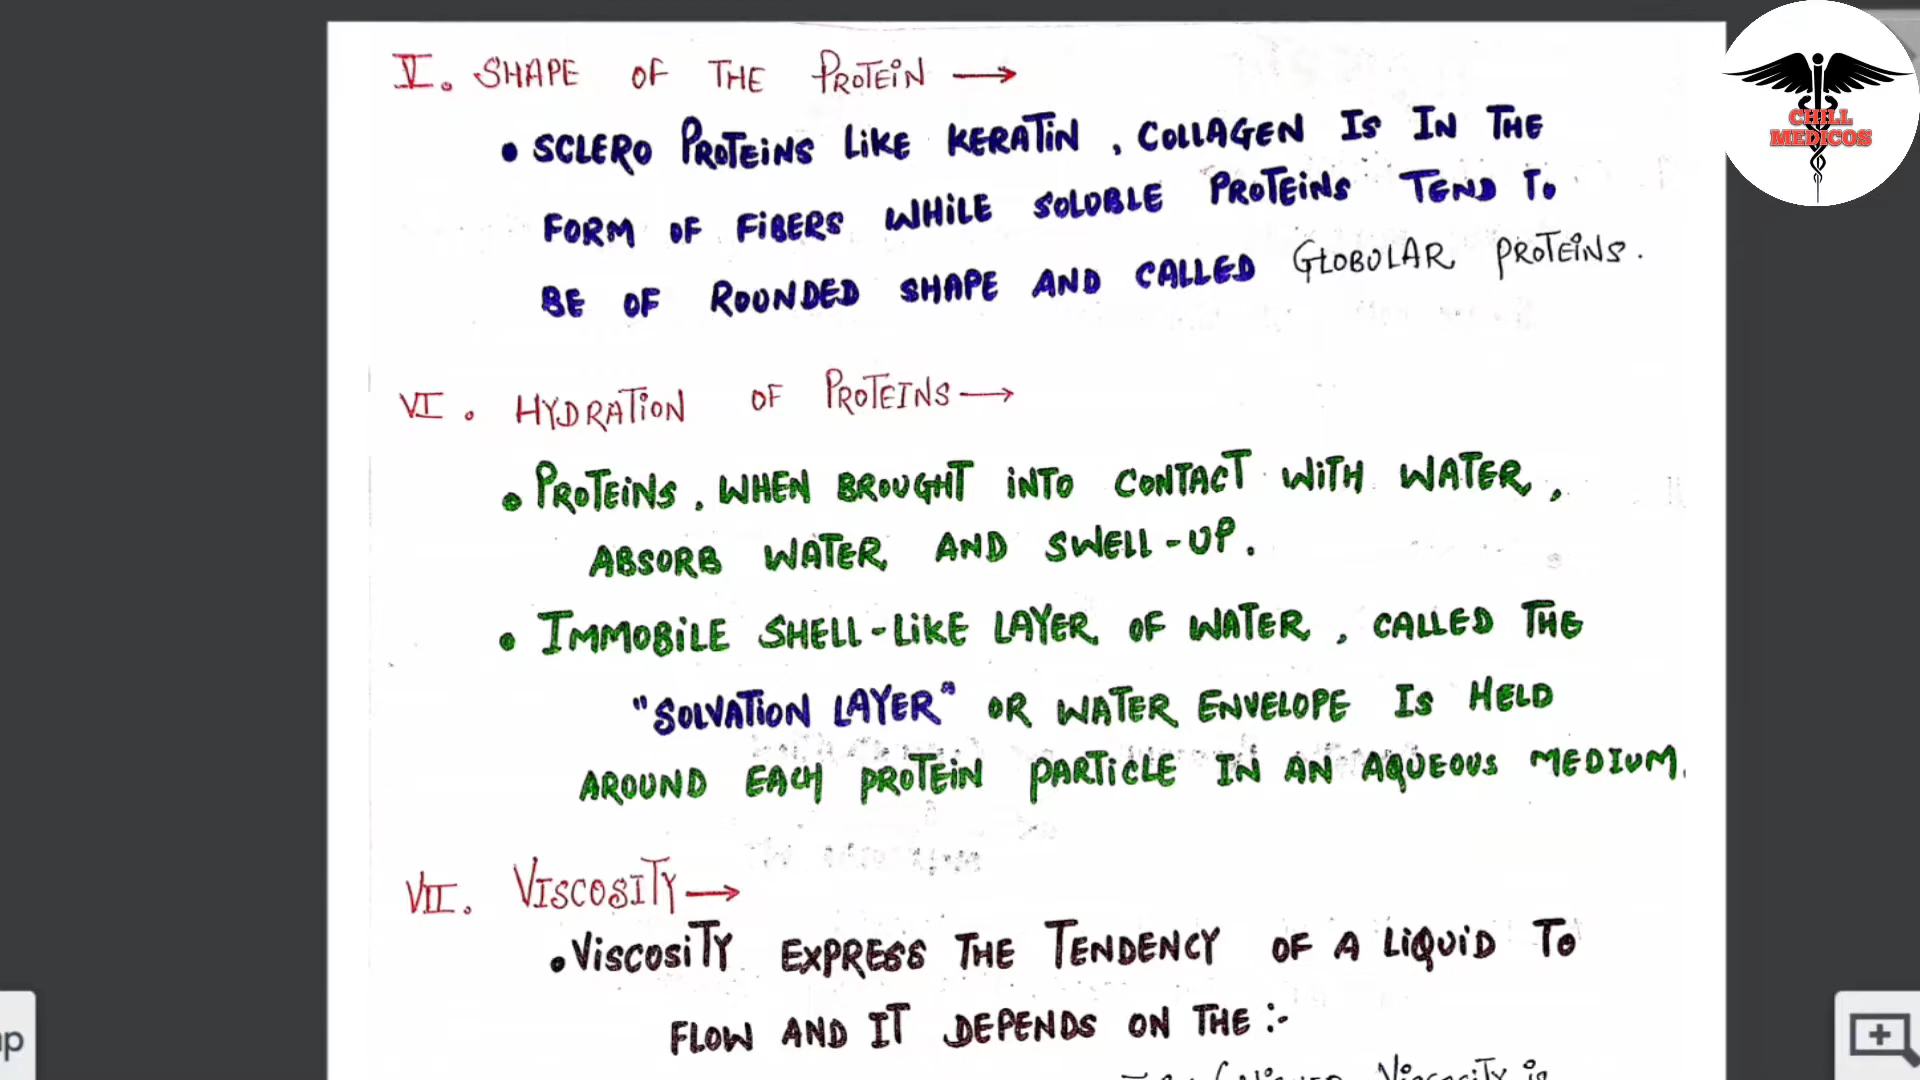 V. SHAPE OF THE PROTEIN →
• SCLERO PROTEINS LIKE KERATIN, COLLAGEN IS IN THE
FORM OF FIBERS WHILE SOLUBLE PROTEINS TEND TO
BE OF ROUNDED SHAPE AND CALLED GLOBULAR PROTEINS.
CHILL
MEDICOS
VI. HYDRATION OF PROTEINS →
• PROTEINS, WHEN BROUGHT INTO CONTACT WITH WATER,
ABSORB WATER AND SWELL-UP.
• IMMOBILE SHELL-LIKE LAYER OF WATER, CALLED THE
"SOLVATION LAYER" OR WATER ENVELOPE IS HELD
AROUND EACH PROTEIN PARTICLE IN AN AQUEOUS MEDIUM.
VII. VISCOSITY →
• VISCOSITY EXPRESS THE TENDENCY OF A LIQUID TO
FLOW AND IT DEPENDS ON THE :-
VISCOSITY IS